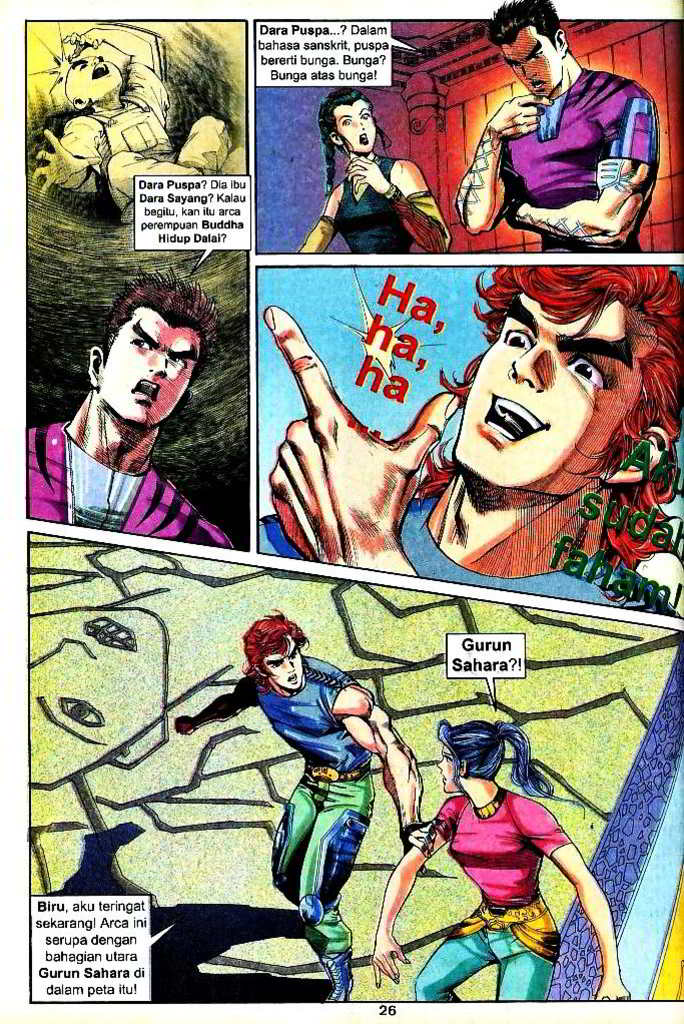 Dara Puspa? Dia ibu
Dara Sayang? Kalau
begitu, kan itu arca
perempuan Buddha
Hidup Dalai?
Dara Puspa...? Dalam
bahasa sanskrit, puspa
bererti bunga. Bunga?
Bunga atas bunga!
Ha,
ha,
ha
...
Aku
sudah
faham!
Gurun
Sahara?!
Biru, aku teringat
sekarang! Arca ini
serupa dengan
bahagian utara
Gurun Sahara di
dalam peta itu!
26